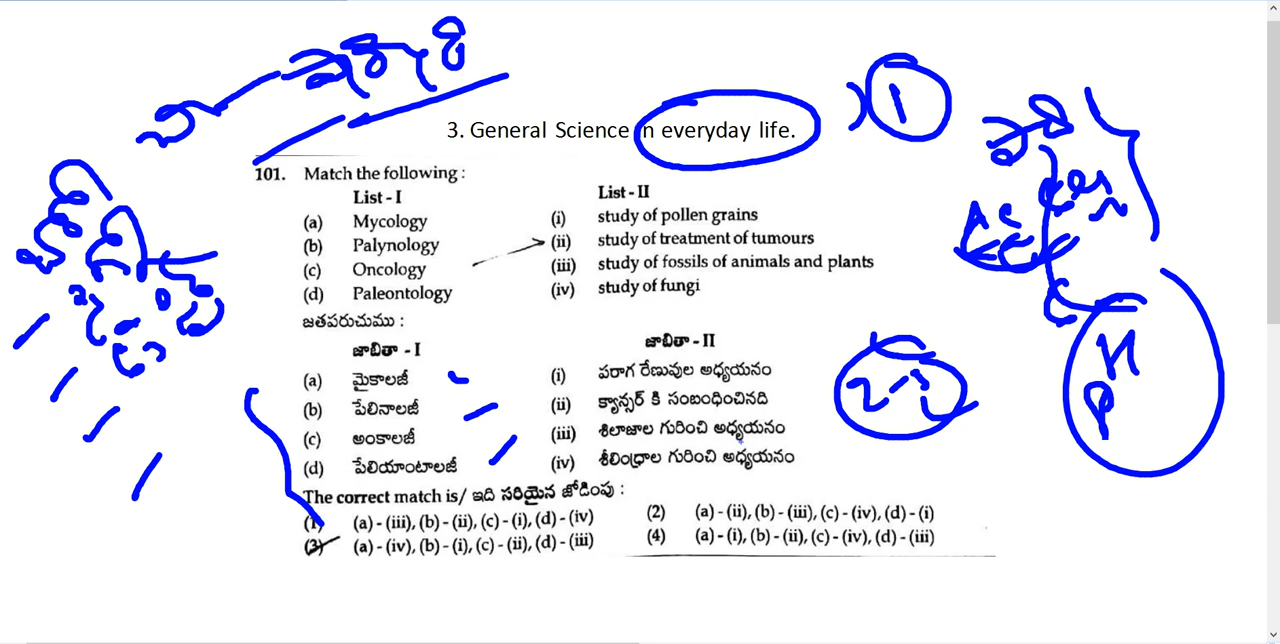 3. General Science in everyday life.
101. Match the following :
List - I List - II
(a) Mycology (i) study of pollen grains
(b) Palynology (ii) study of treatment of tumours
(c) Oncology (iii) study of fossils of animals and plants
(d) Paleontology (iv) study of fungi
జతపరుచుము :
జాబితా - I జాబితా - II
(a) మైకాలజీ (i) పరాగ రేణువుల అధ్యయనం
(b) పేలినాలజీ (ii) క్యాన్సర్ కి సంబంధించినది
(c) అంకాలజీ (iii) శిలాజాల గురించి అధ్యయనం
(d) పేలియాంటాలజీ (iv) శీలింధ్రాల గురించి అధ్యయనం
The correct match is/ ఇది సరియైన జోడింపు :
(1) (a) - (iii), (b) - (ii), (c) - (i), (d) - (iv) (2) (a) - (ii), (b) - (iii), (c) - (iv), (d) - (i)
(3) (a) - (iv), (b) - (i), (c) - (ii), (d) - (iii) (4) (a) - (i), (b) - (ii), (c) - (iv), (d) - (iii)
1